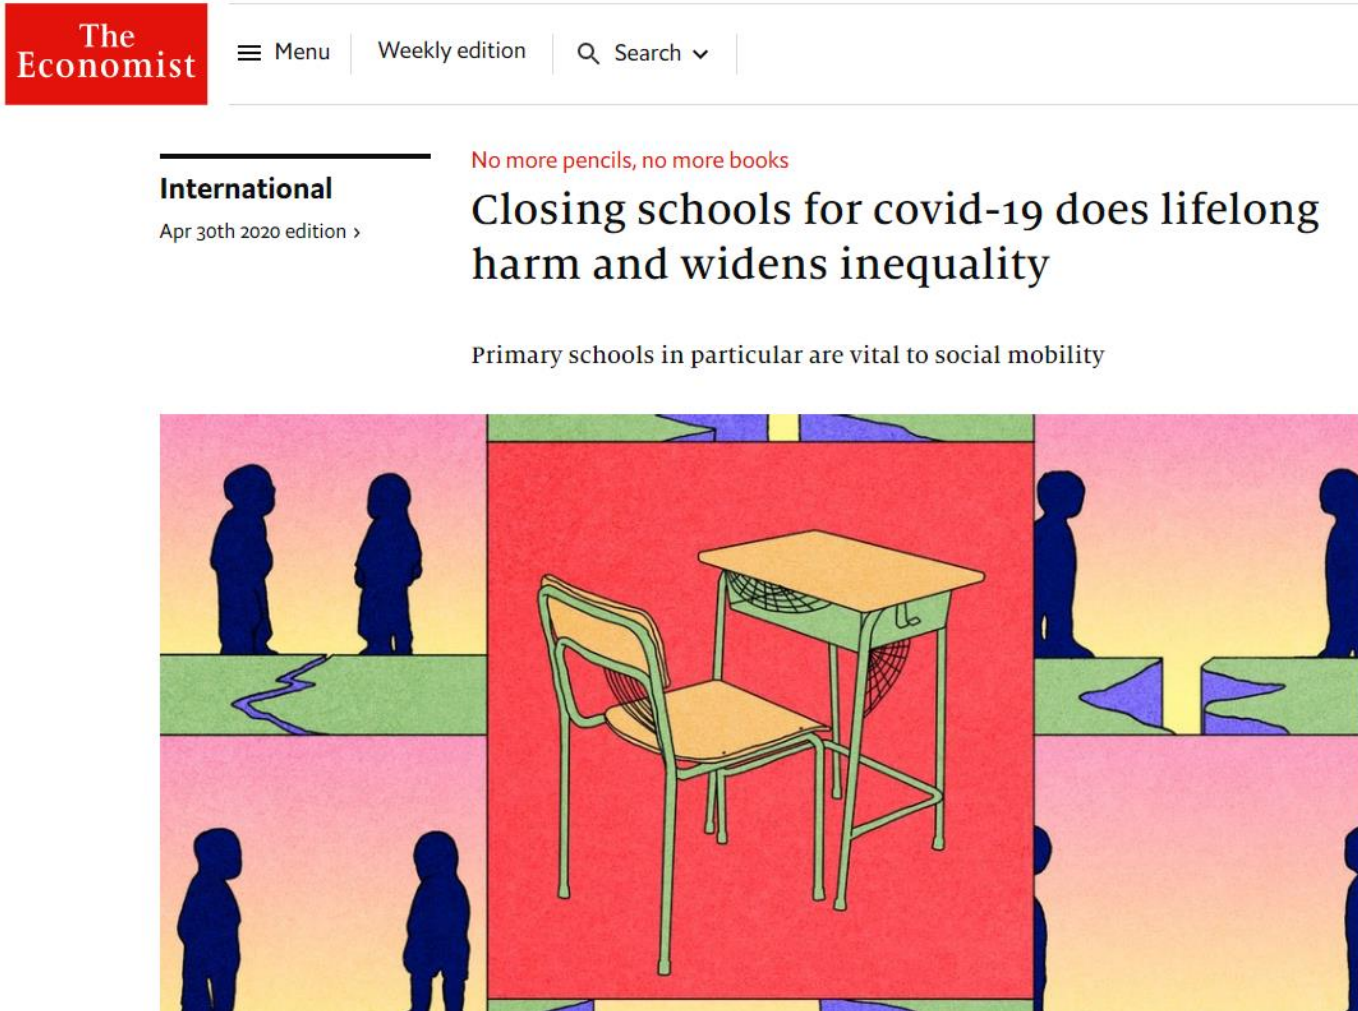 The
Economist
Menu
Weekly edition
Search
International
Apr 30th 2020 edition ›
No more pencils, no more books
Closing schools for covid-19 does lifelong
harm and widens inequality
Primary schools in particular are vital to social mobility